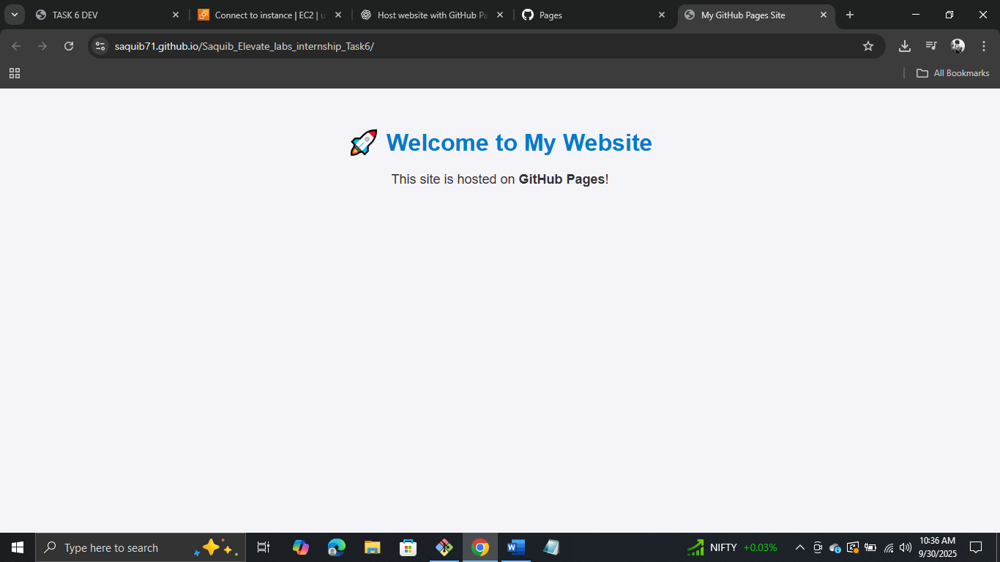 TASK 6 DEV
Connect to instance | EC2 | u
Host website with GitHub Pa
Pages
My GitHub Pages Site
saquib71.github.io/Saquib_Elevate_labs_internship_Task6/
All Bookmarks
🚀 Welcome to My Website
This site is hosted on GitHub Pages!
Type here to search
NIFTY +0.03%
10:36 AM
9/30/2025